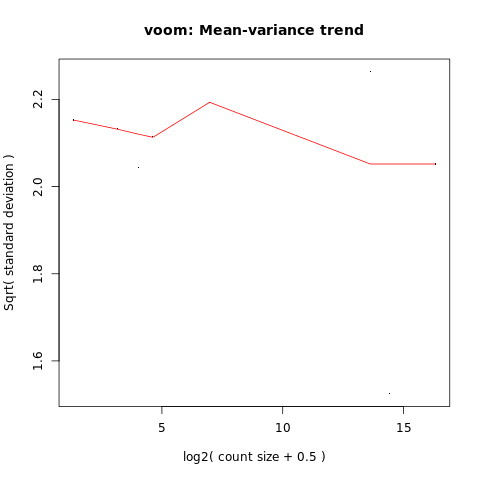 voom: Mean-variance trend
Sqrt( standard deviation )
2.2
2.0
1.8
1.6
5
10
15
log2( count size + 0.5 )